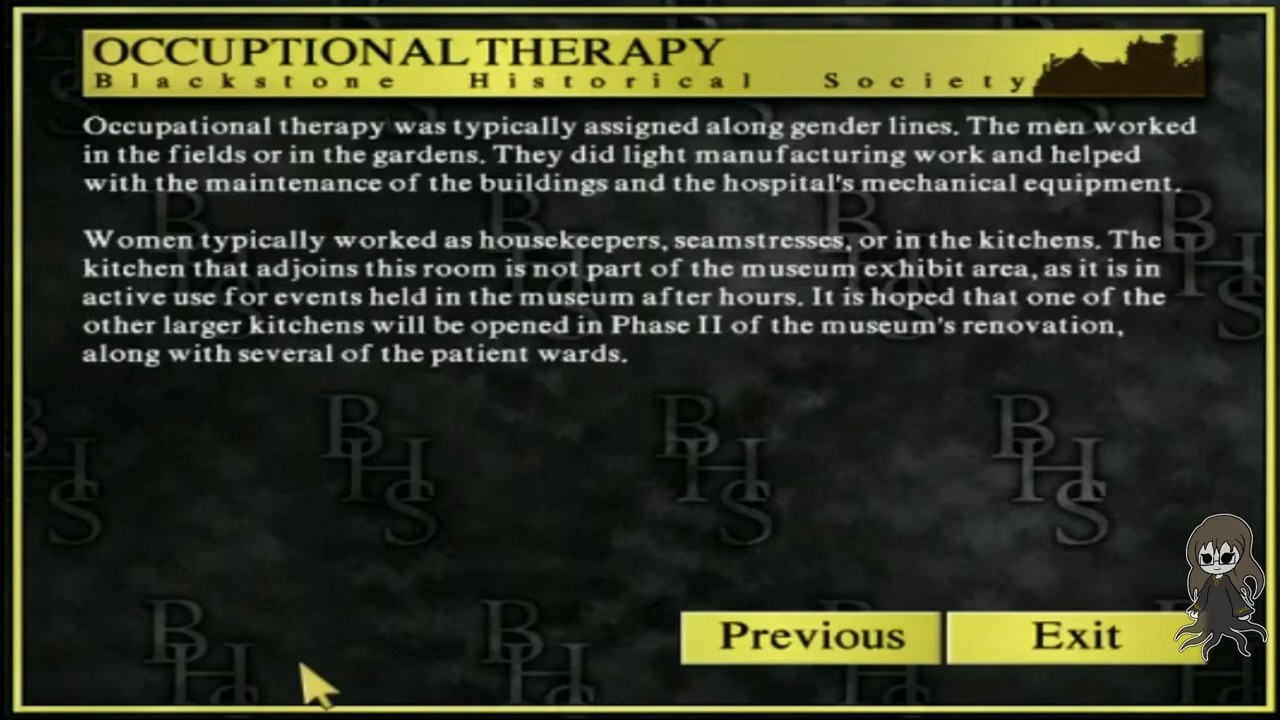 OCCUPTIONAL THERAPY
Blackstone Historical Society
Occupational therapy was typically assigned along gender lines. The men worked
in the fields or in the gardens. They did light manufacturing work and helped
with the maintenance of the buildings and the hospital's mechanical equipment.
Women typically worked as housekeepers, seamstresses, or in the kitchens. The
kitchen that adjoins this room is not part of the museum exhibit area, as it is in
active use for events held in the museum after hours. It is hoped that one of the
other larger kitchens will be opened in Phase II of the museum's renovation,
along with several of the patient wards.
BHS
BHS
BHS
Previous
Exit